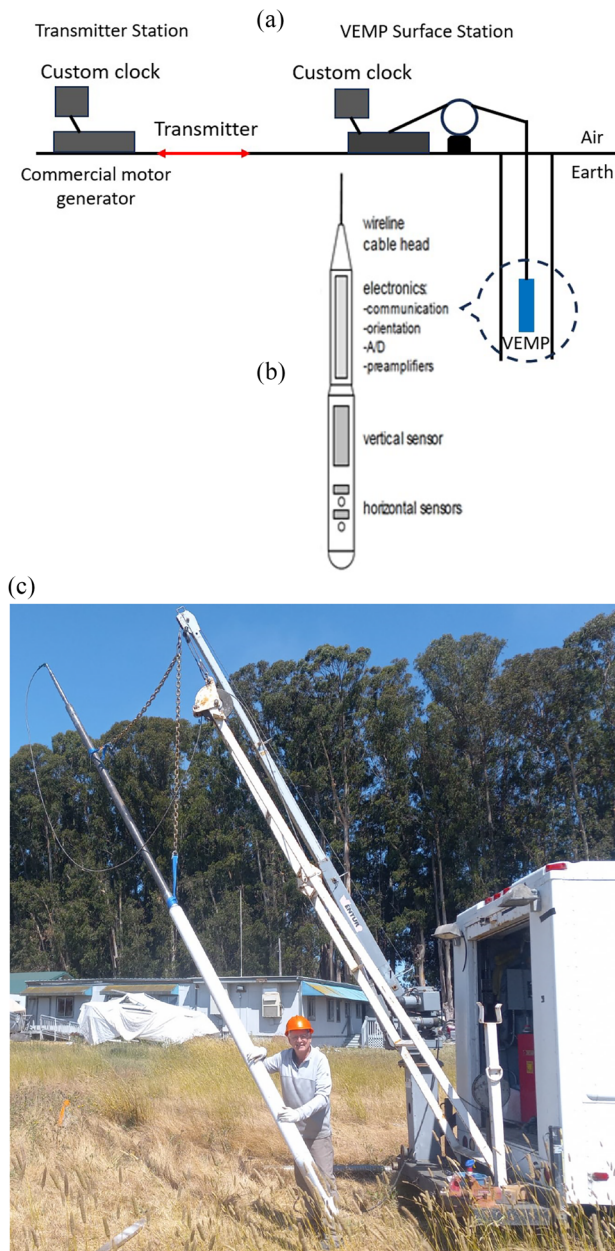 (a)
Transmitter Station
VEMP Surface Station
Custom clock
Custom clock
Transmitter
Air
Earth
Commercial motor
generator
wireline
cable head
electronics:
-communication
-orientation
-A/D
-preamplifiers
VEMP
(b)
vertical sensor
horizontal sensors
(c)